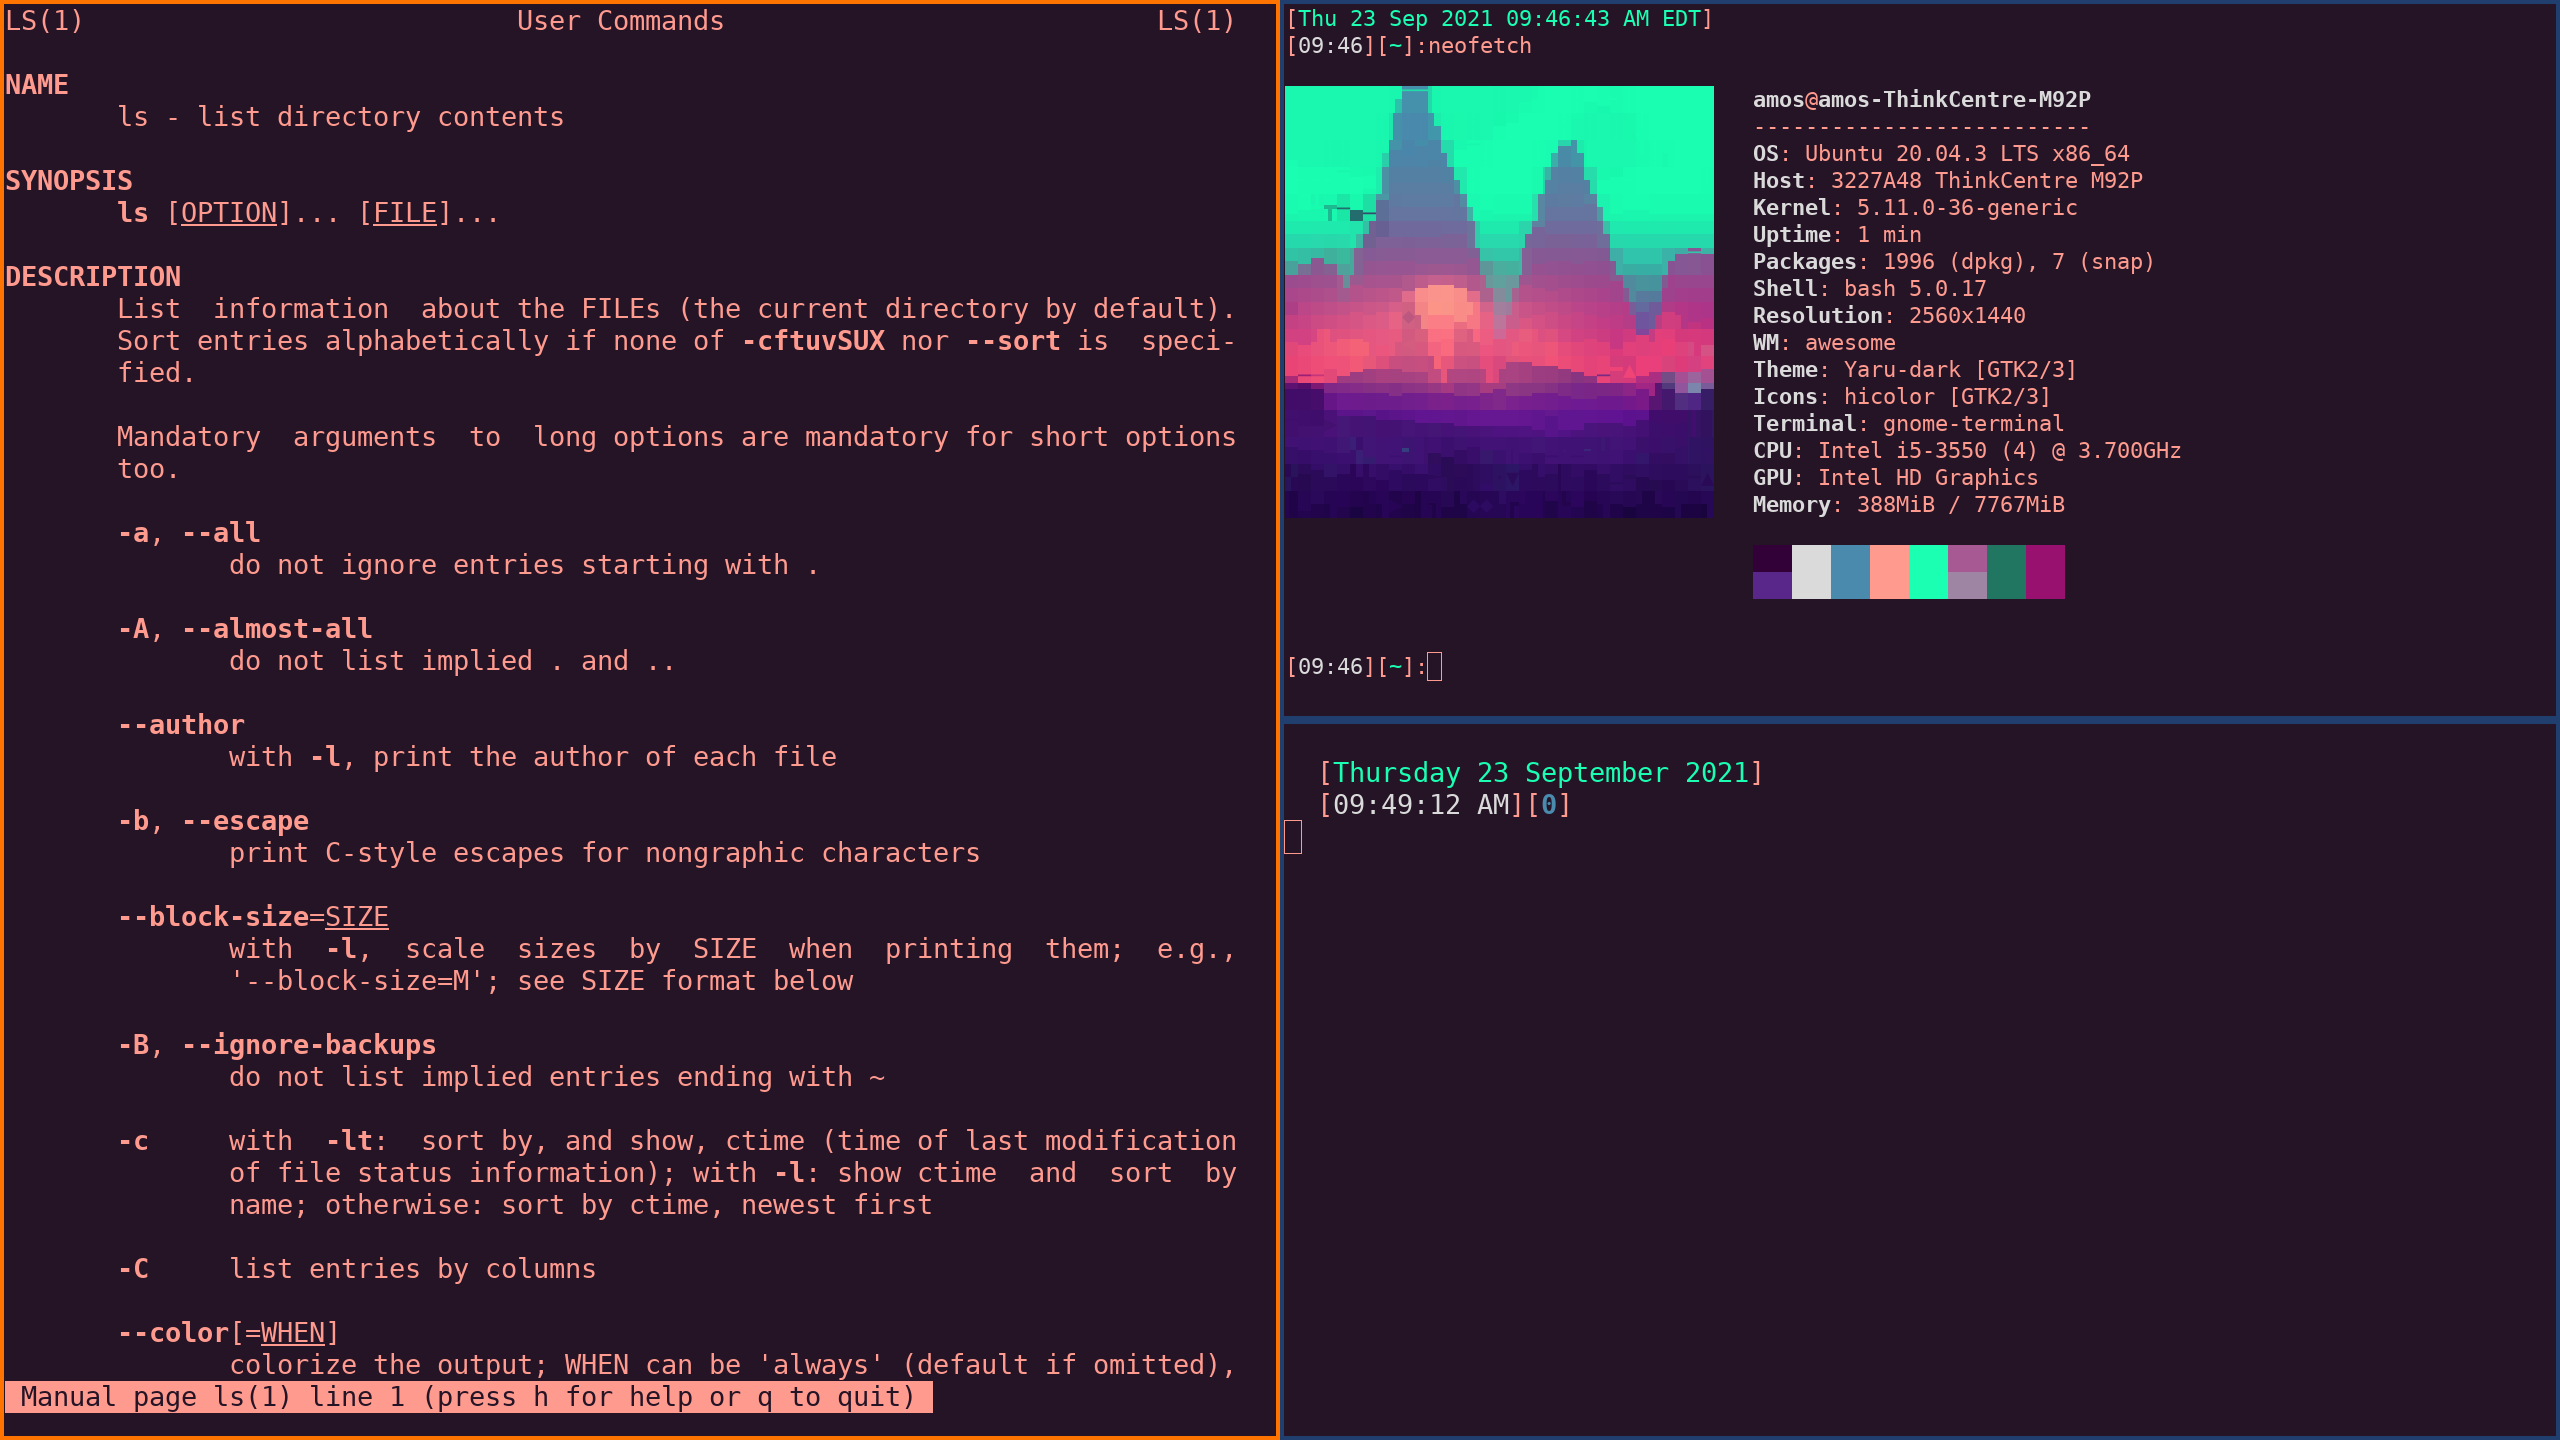 LS(1) User Commands LS(1)
NAME
ls - list directory contents
SYNOPSIS
ls [OPTION]... [FILE]...
DESCRIPTION
List information about the FILEs (the current directory by default).
Sort entries alphabetically if none of -cftuvSUX nor --sort is speci-
fied.
Mandatory arguments to long options are mandatory for short options
too.
-a, --all
do not ignore entries starting with .
-A, --almost-all
do not list implied . and ..
--author
with -l, print the author of each file
-b, --escape
print C-style escapes for nongraphic characters
--block-size=SIZE
with -l, scale sizes by SIZE when printing them; e.g.,
'--block-size=M'; see SIZE format below
-B, --ignore-backups
do not list implied entries ending with ~
-c with -lt: sort by, and show, ctime (time of last modification
of file status information); with -l: show ctime and sort by
name; otherwise: sort by ctime, newest first
-C list entries by columns
--color[=WHEN]
colorize the output; WHEN can be 'always' (default if omitted),
Manual page ls(1) line 1 (press h for help or q to quit)
[Thu 23 Sep 2021 09:46:43 AM EDT]
[09:46][~]:neofetch
amos@amos-ThinkCentre-M92P
--------------------------
OS: Ubuntu 20.04.3 LTS x86_64
Host: 3227A48 ThinkCentre M92P
Kernel: 5.11.0-36-generic
Uptime: 1 min
Packages: 1996 (dpkg), 7 (snap)
Shell: bash 5.0.17
Resolution: 2560x1440
WM: awesome
Theme: Yaru-dark [GTK2/3]
Icons: hicolor [GTK2/3]
Terminal: gnome-terminal
CPU: Intel i5-3550 (4) @ 3.700GHz
GPU: Intel HD Graphics
Memory: 388MiB / 7767MiB
[09:46][~]:
[Thursday 23 September 2021]
[09:49:12 AM][0]